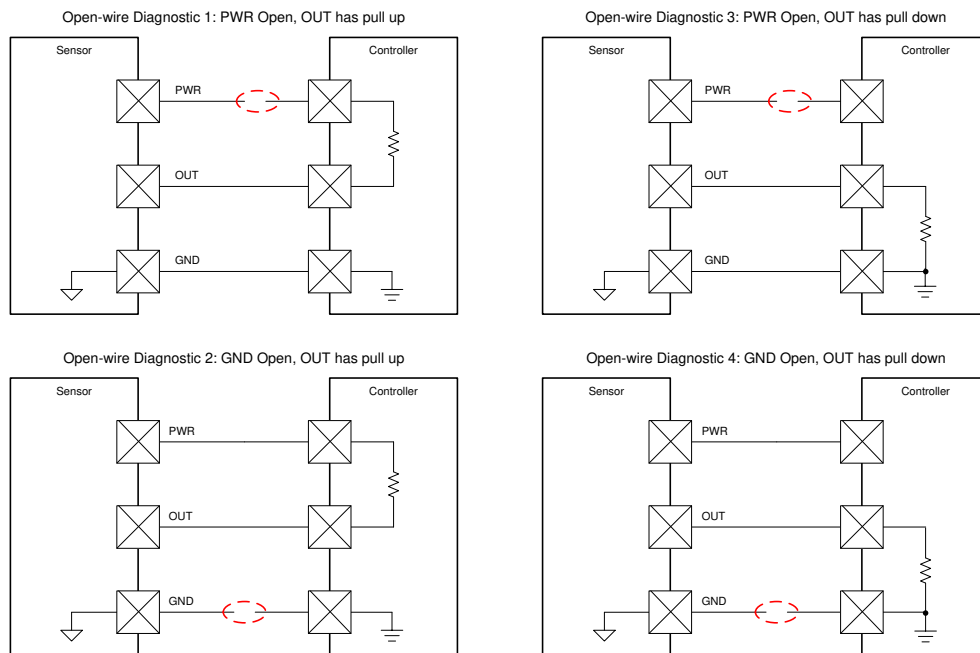 Open-wire Diagnostic 1: PWR Open, OUT has pull up
Sensor
Controller
PWR
OUT
GND
Open-wire Diagnostic 3: PWR Open, OUT has pull down
Sensor
Controller
PWR
OUT
GND
Open-wire Diagnostic 2: GND Open, OUT has pull up
Sensor
Controller
PWR
OUT
GND
Open-wire Diagnostic 4: GND Open, OUT has pull down
Sensor
Controller
PWR
OUT
GND